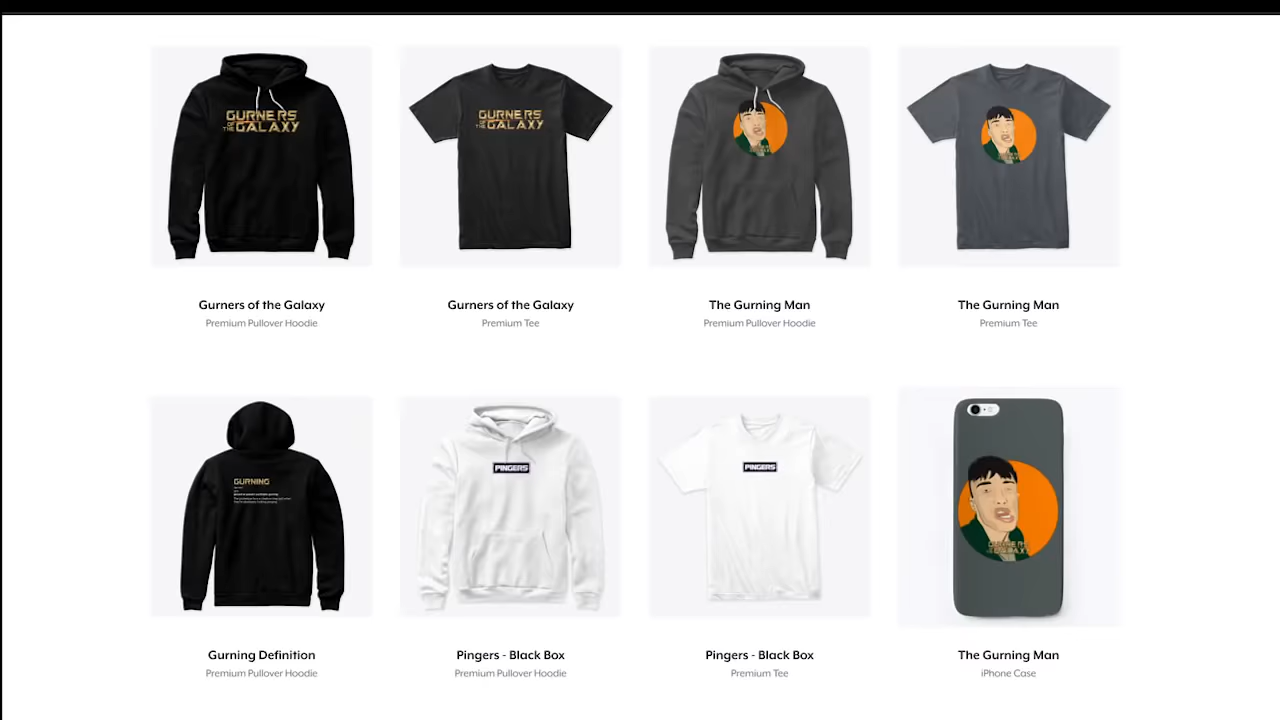 GURNERS
OF THE GALAXY
GURNERS
OF THE GALAXY
Gurners of the Galaxy
Premium Pullover Hoodie
Gurners of the Galaxy
Premium Tee
The Gurning Man
Premium Pullover Hoodie
The Gurning Man
Premium Tee
GURNING
PINGERS
PINGERS
GURNERS
OF THE GALAXY
Gurning Definition
Premium Pullover Hoodie
Pingers - Black Box
Premium Pullover Hoodie
Pingers - Black Box
Premium Tee
The Gurning Man
iPhone Case